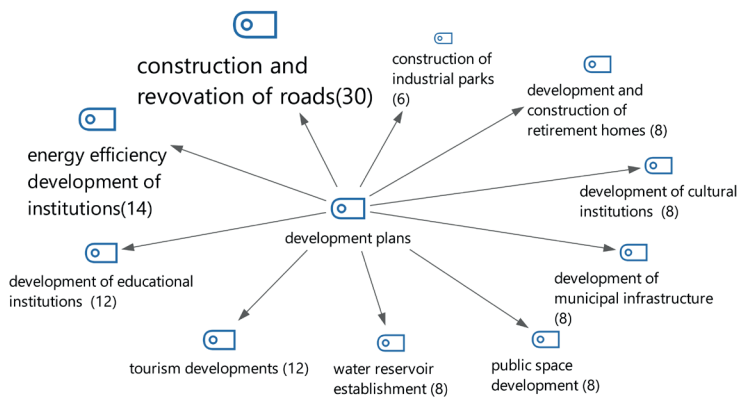 construction and
revovation of roads(30)
construction of
industrial parks
(6)
development and
construction of
retirement homes (8)
energy efficiency
development of
institutions(14)
development of cultural
institutions (8)
development plans
development of educational
institutions (12)
development of
municipal infrastructure
(8)
tourism developments (12)
water reservoir
establishment (8)
public space
development (8)